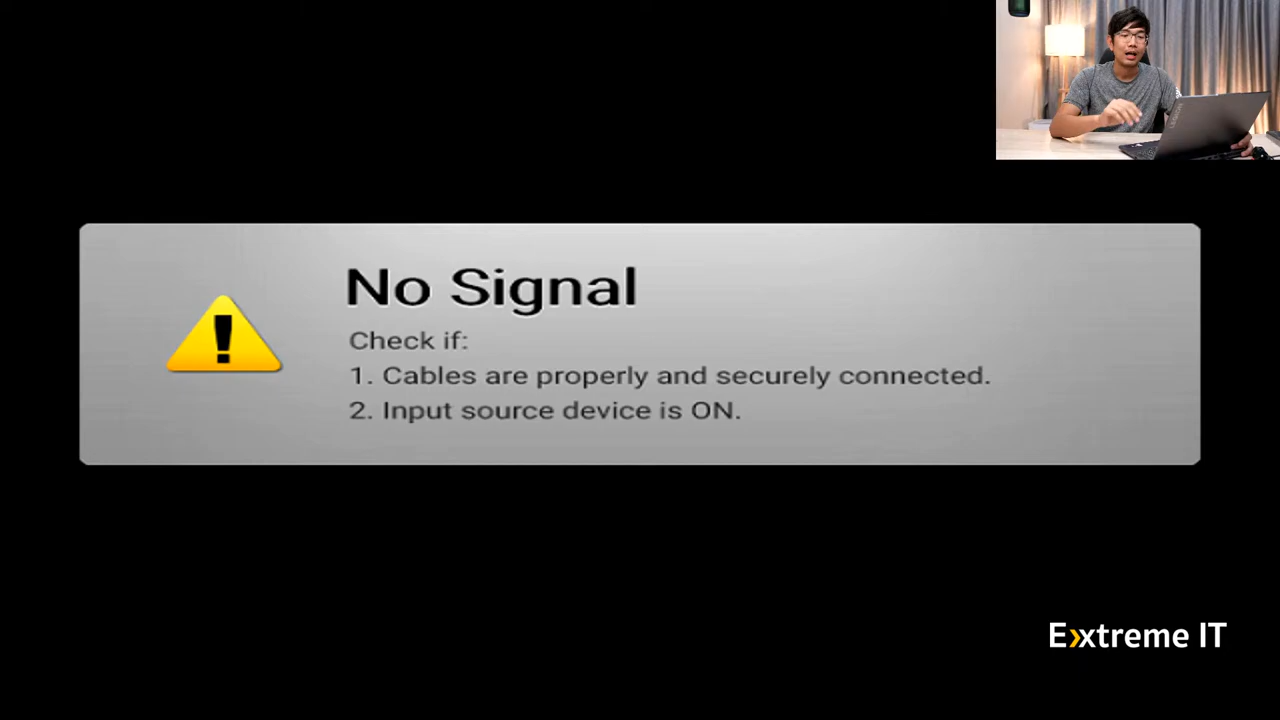 No Signal
Check if:
1. Cables are properly and securely connected.
2. Input source device is ON.
Extreme IT